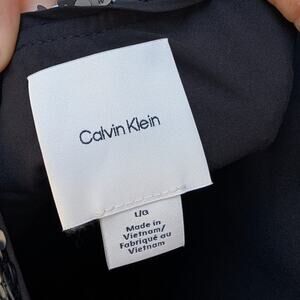 Calvin Klein
L/G
Made in
Vietnam/
Fabriqué au
Vietnam